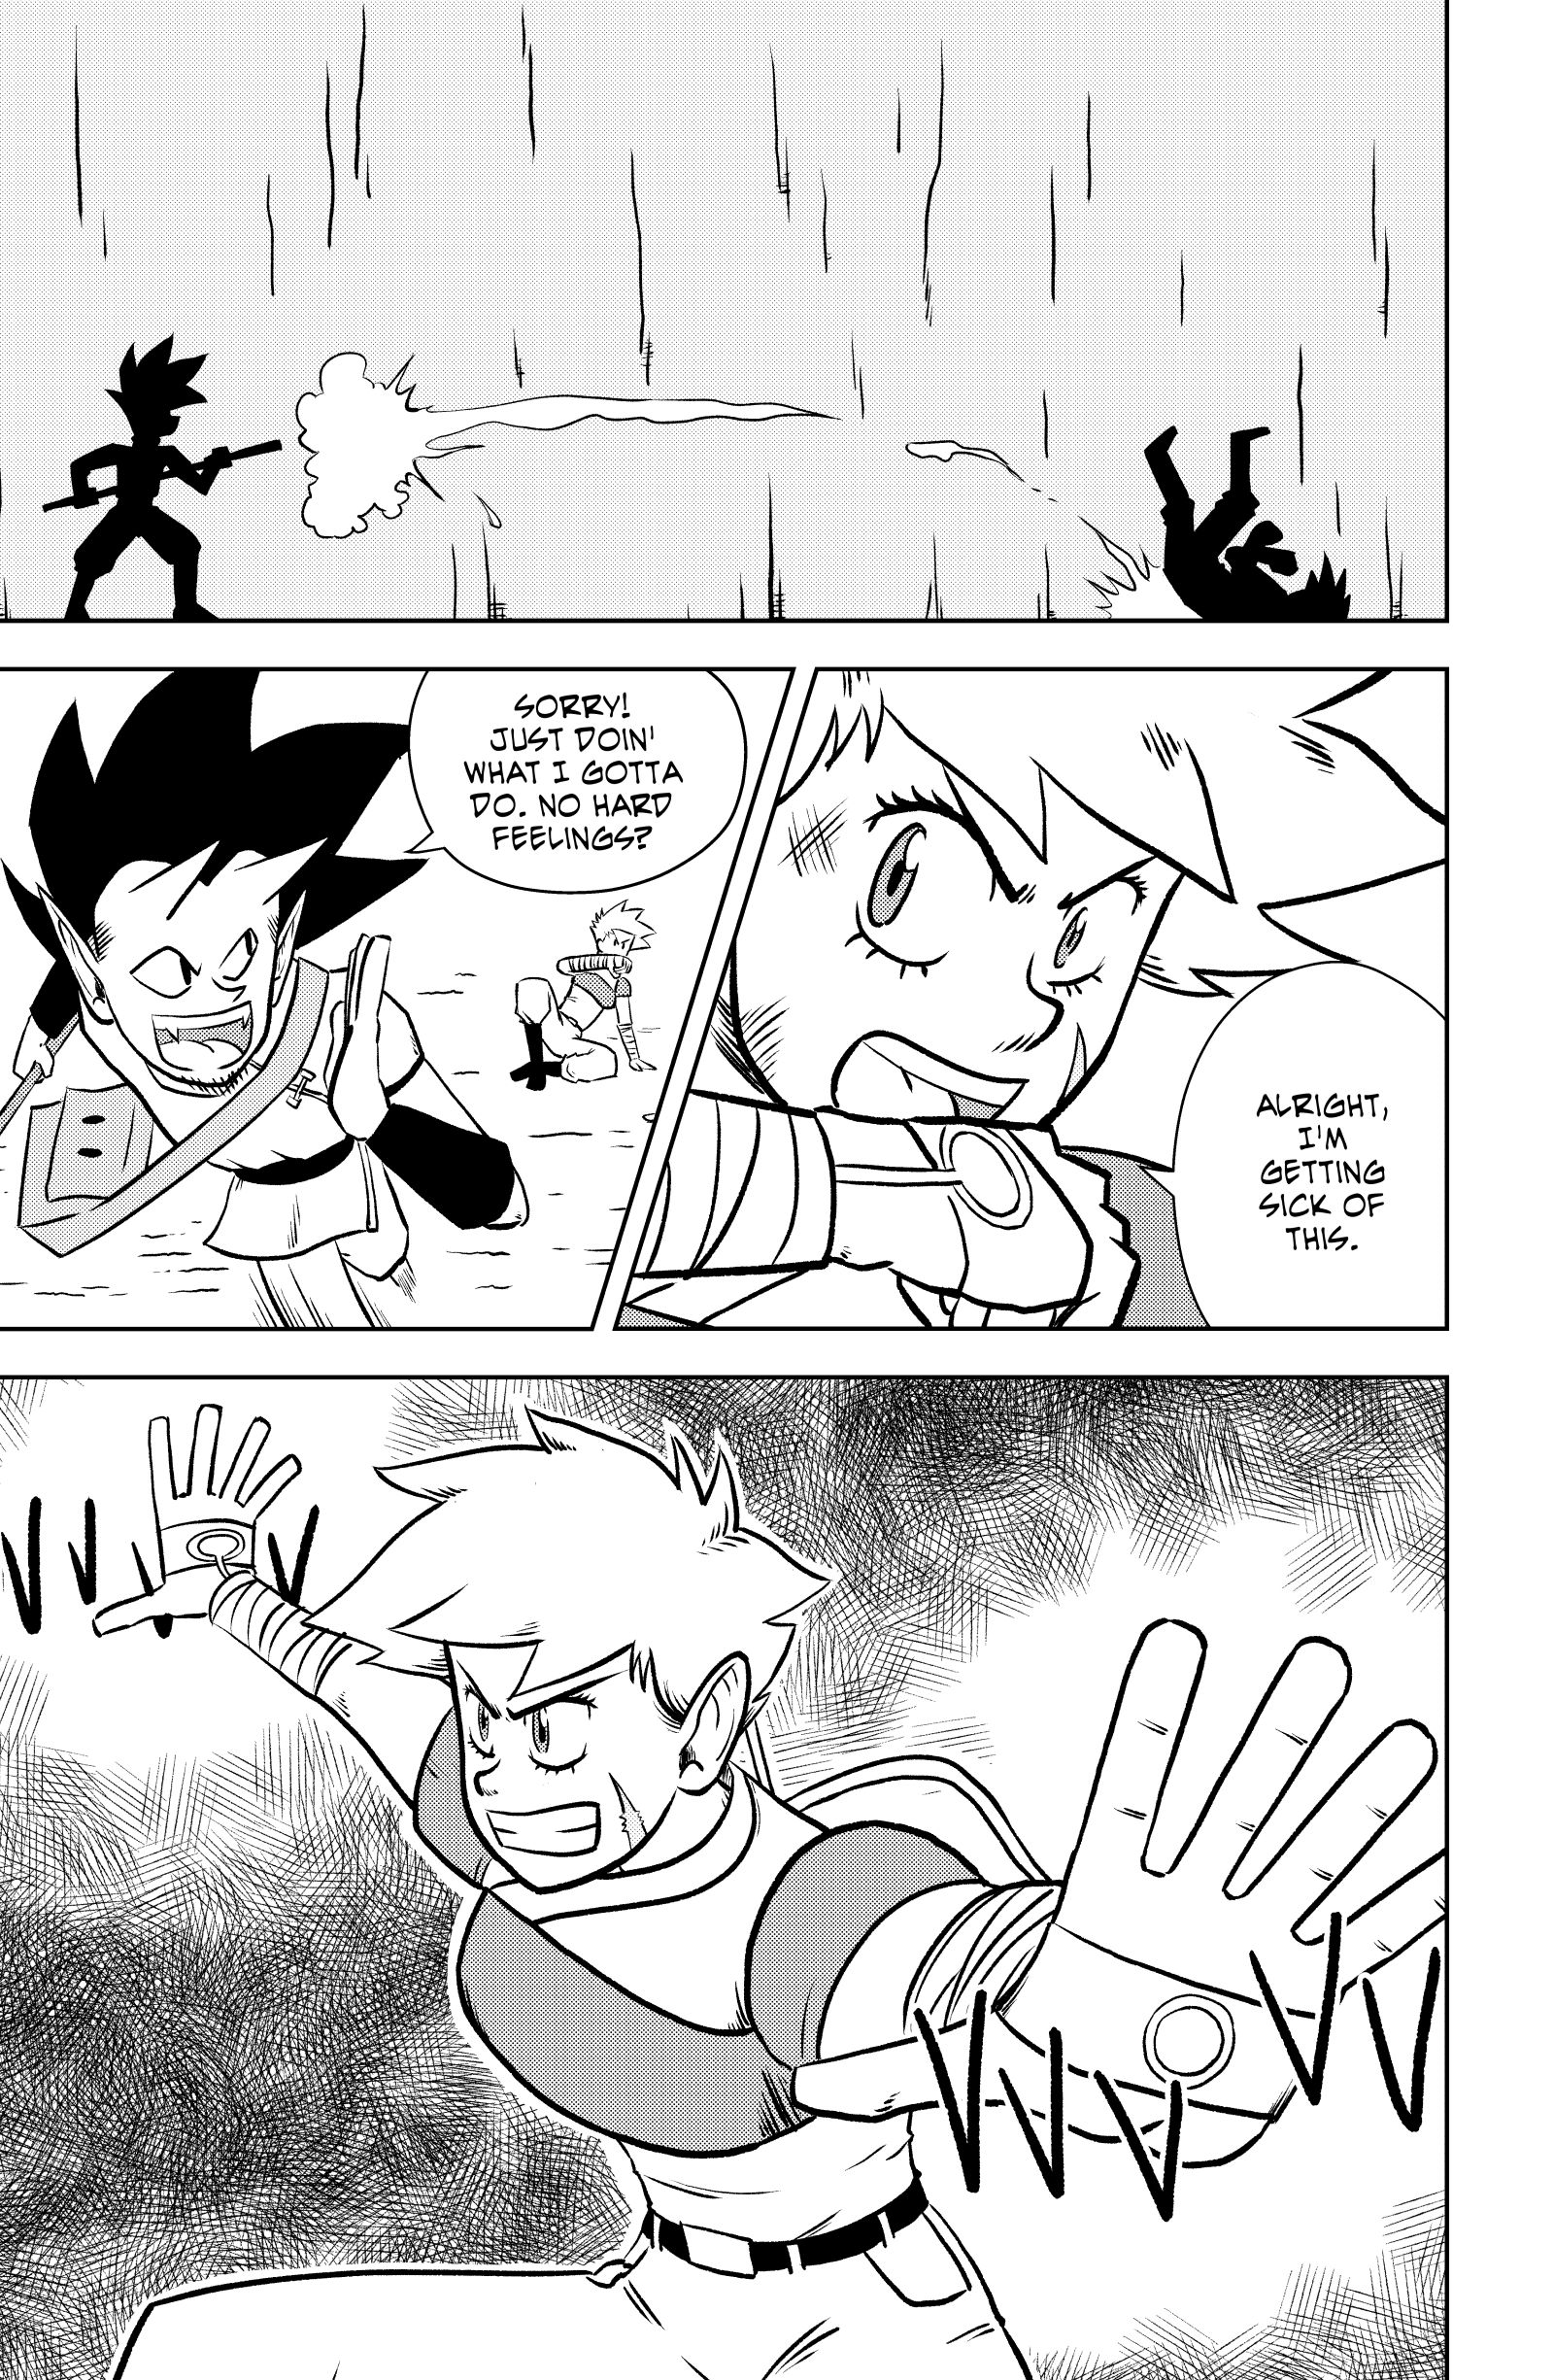 SORRY!
JUST DOIN'
WHAT I GOTTA
DO. NO HARD
FEELINGS?
ALRIGHT,
I'M
GETTING
SICK OF
THIS.